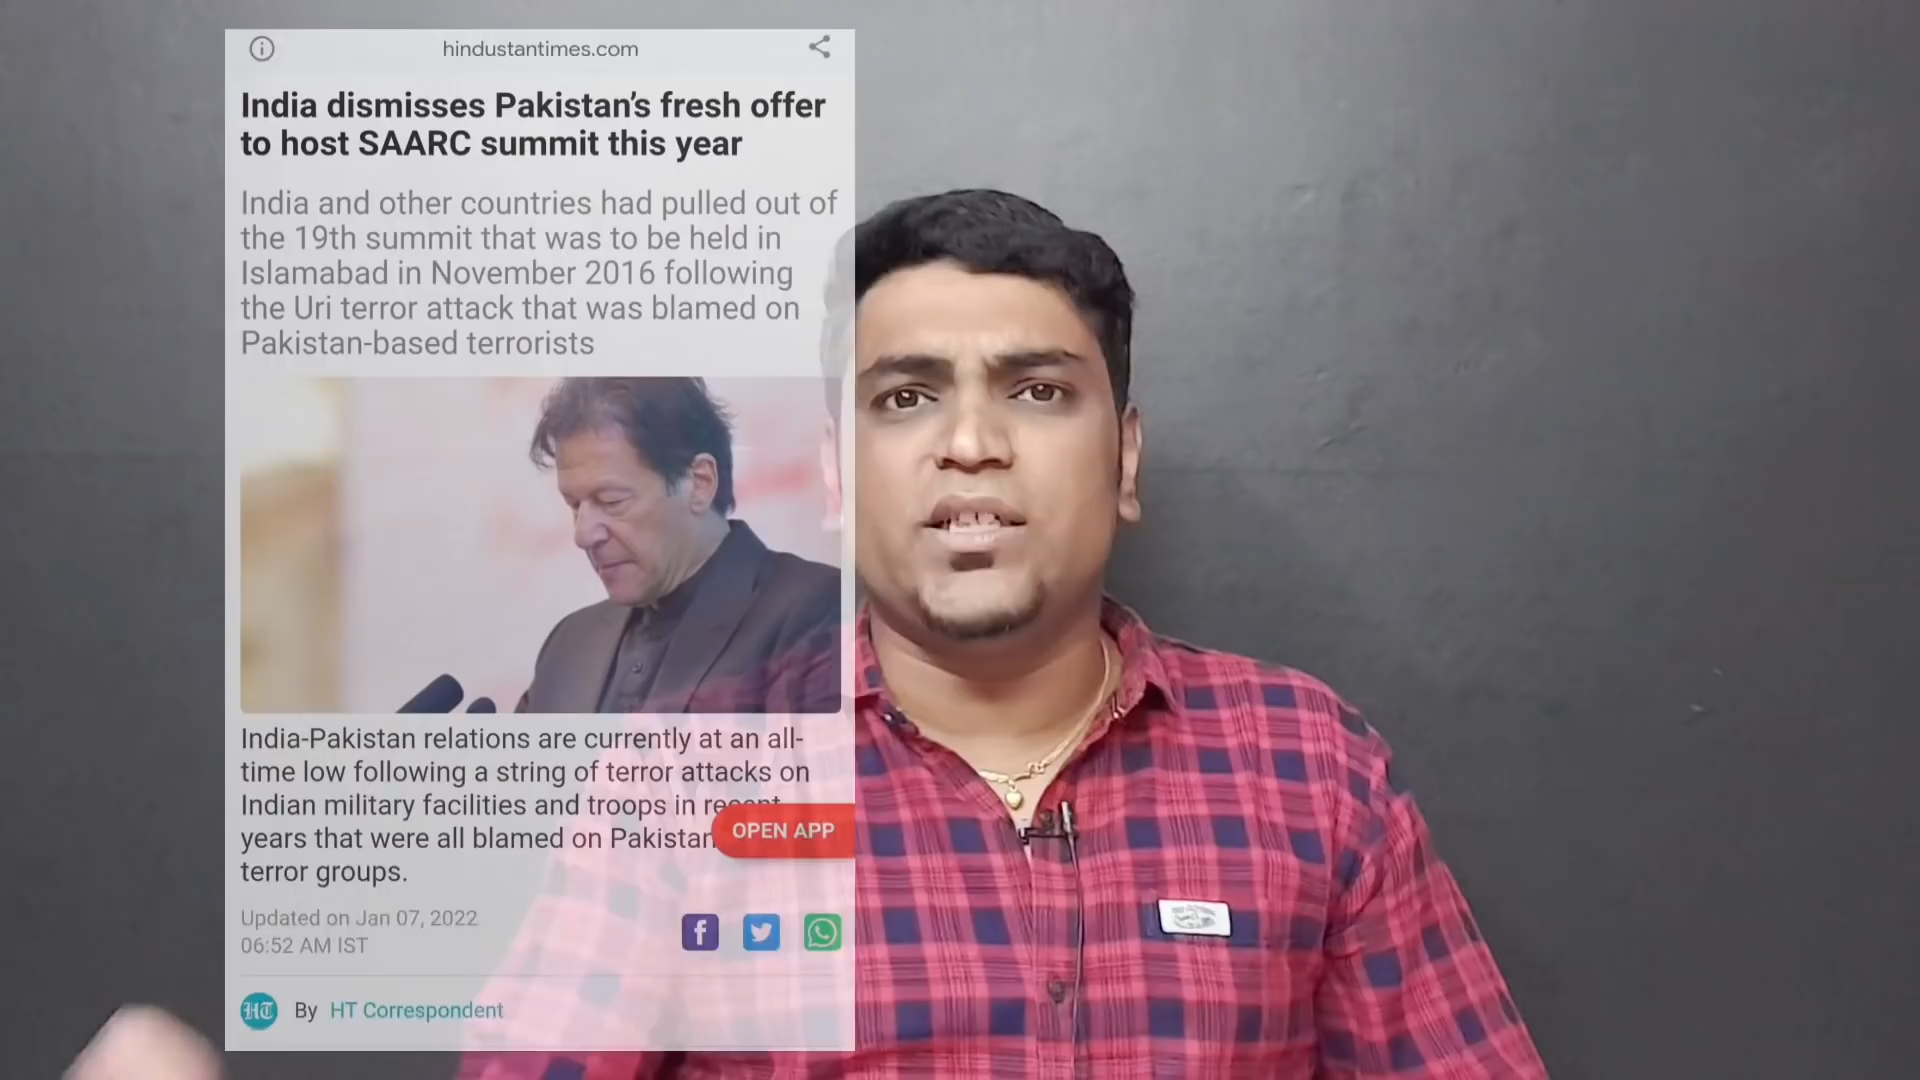 hindustantimes.com
India dismisses Pakistan's fresh offer
to host SAARC summit this year
India and other countries had pulled out of
the 19th summit that was to be held in
Islamabad in November 2016 following
the Uri terror attack that was blamed on
Pakistan-based terrorists
India-Pakistan relations are currently at an all-
time low following a string of terror attacks on
Indian military facilities and troops in recent
years that were all blamed on Pakistan
OPEN APP
terror groups.
Updated on Jan 07, 2022
06:52 AM IST
HT By HT Correspondent